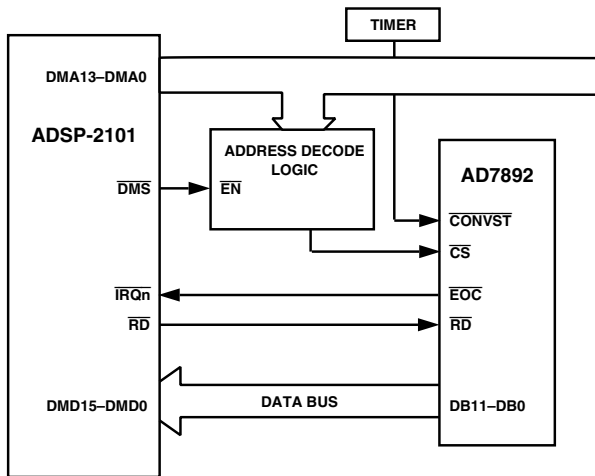 TIMER
DMA13–DMA0
ADSP-2101
ADDRESS DECODE
LOGIC
AD7892
DMS
EN
CONVST
CS
IRQn
EOC
RD
RD
DMD15–DMD0
DATA BUS
DB11–DB0